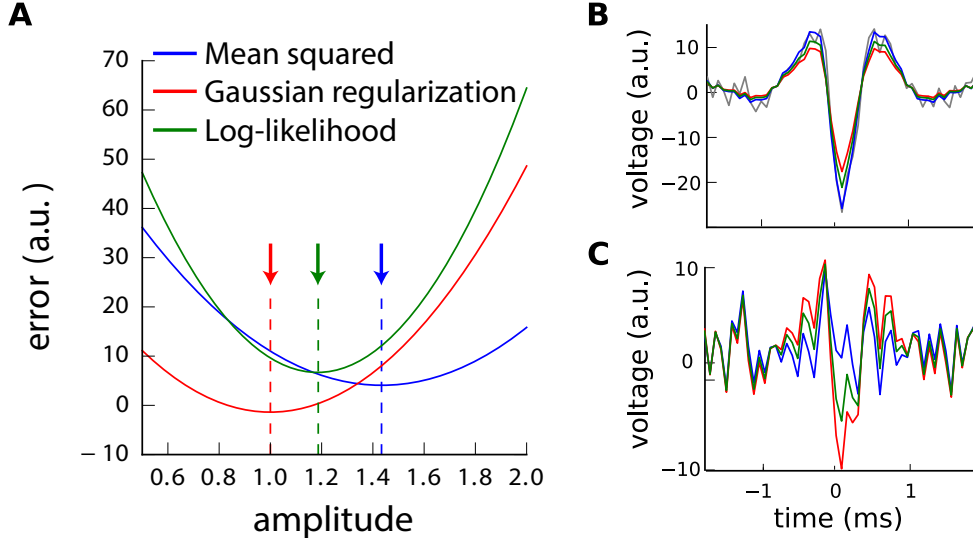 A
error (a.u. )
70
60
50
40
30
20
10
0
− 10
Mean squared
Gaussian regularization
Log-likelihood
0.6 0.8 1.0 1.2 1.4 1.6 1.8 2.0
amplitude
B
voltage (a.u.)
10
0
−10
−20
C
voltage (a.u.)
10
0
−10
−1 0 1
time (ms)